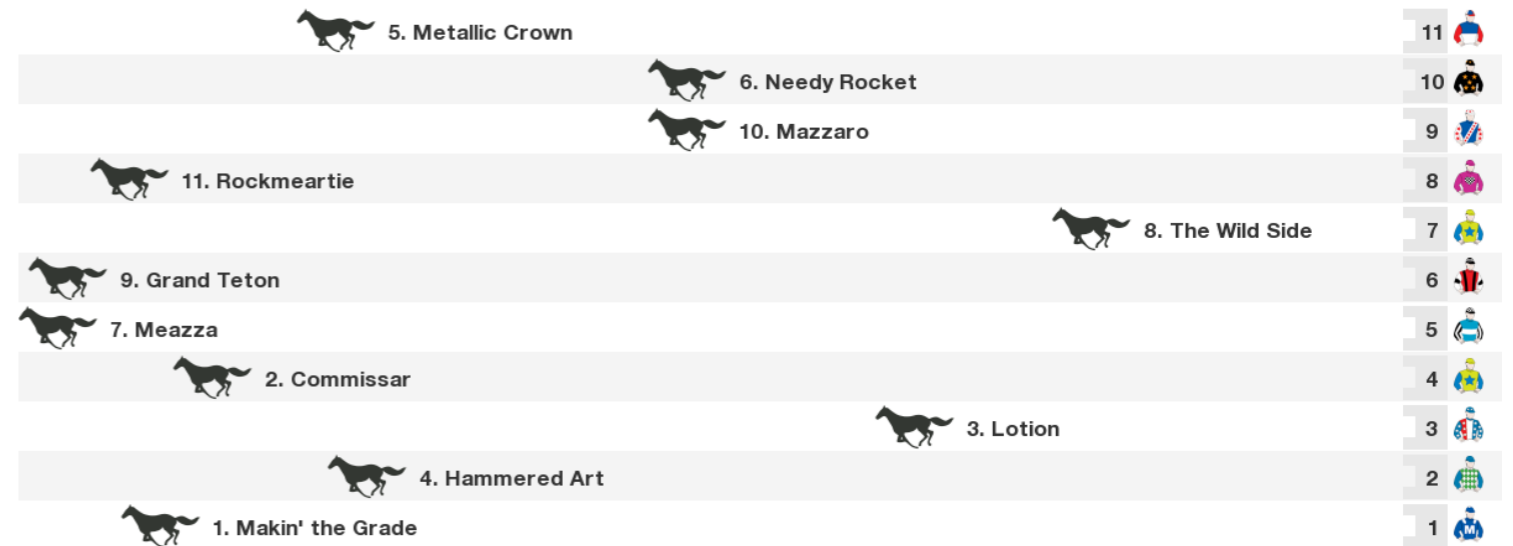 5. Metallic Crown 11
6. Needy Rocket 10
10. Mazzaro 9
11. Rockmeartie 8
8. The Wild Side 7
9. Grand Teton 6
7. Meazza 5
2. Commissar 4
3. Lotion 3
4. Hammered Art 2
1. Makin' the Grade 1 M